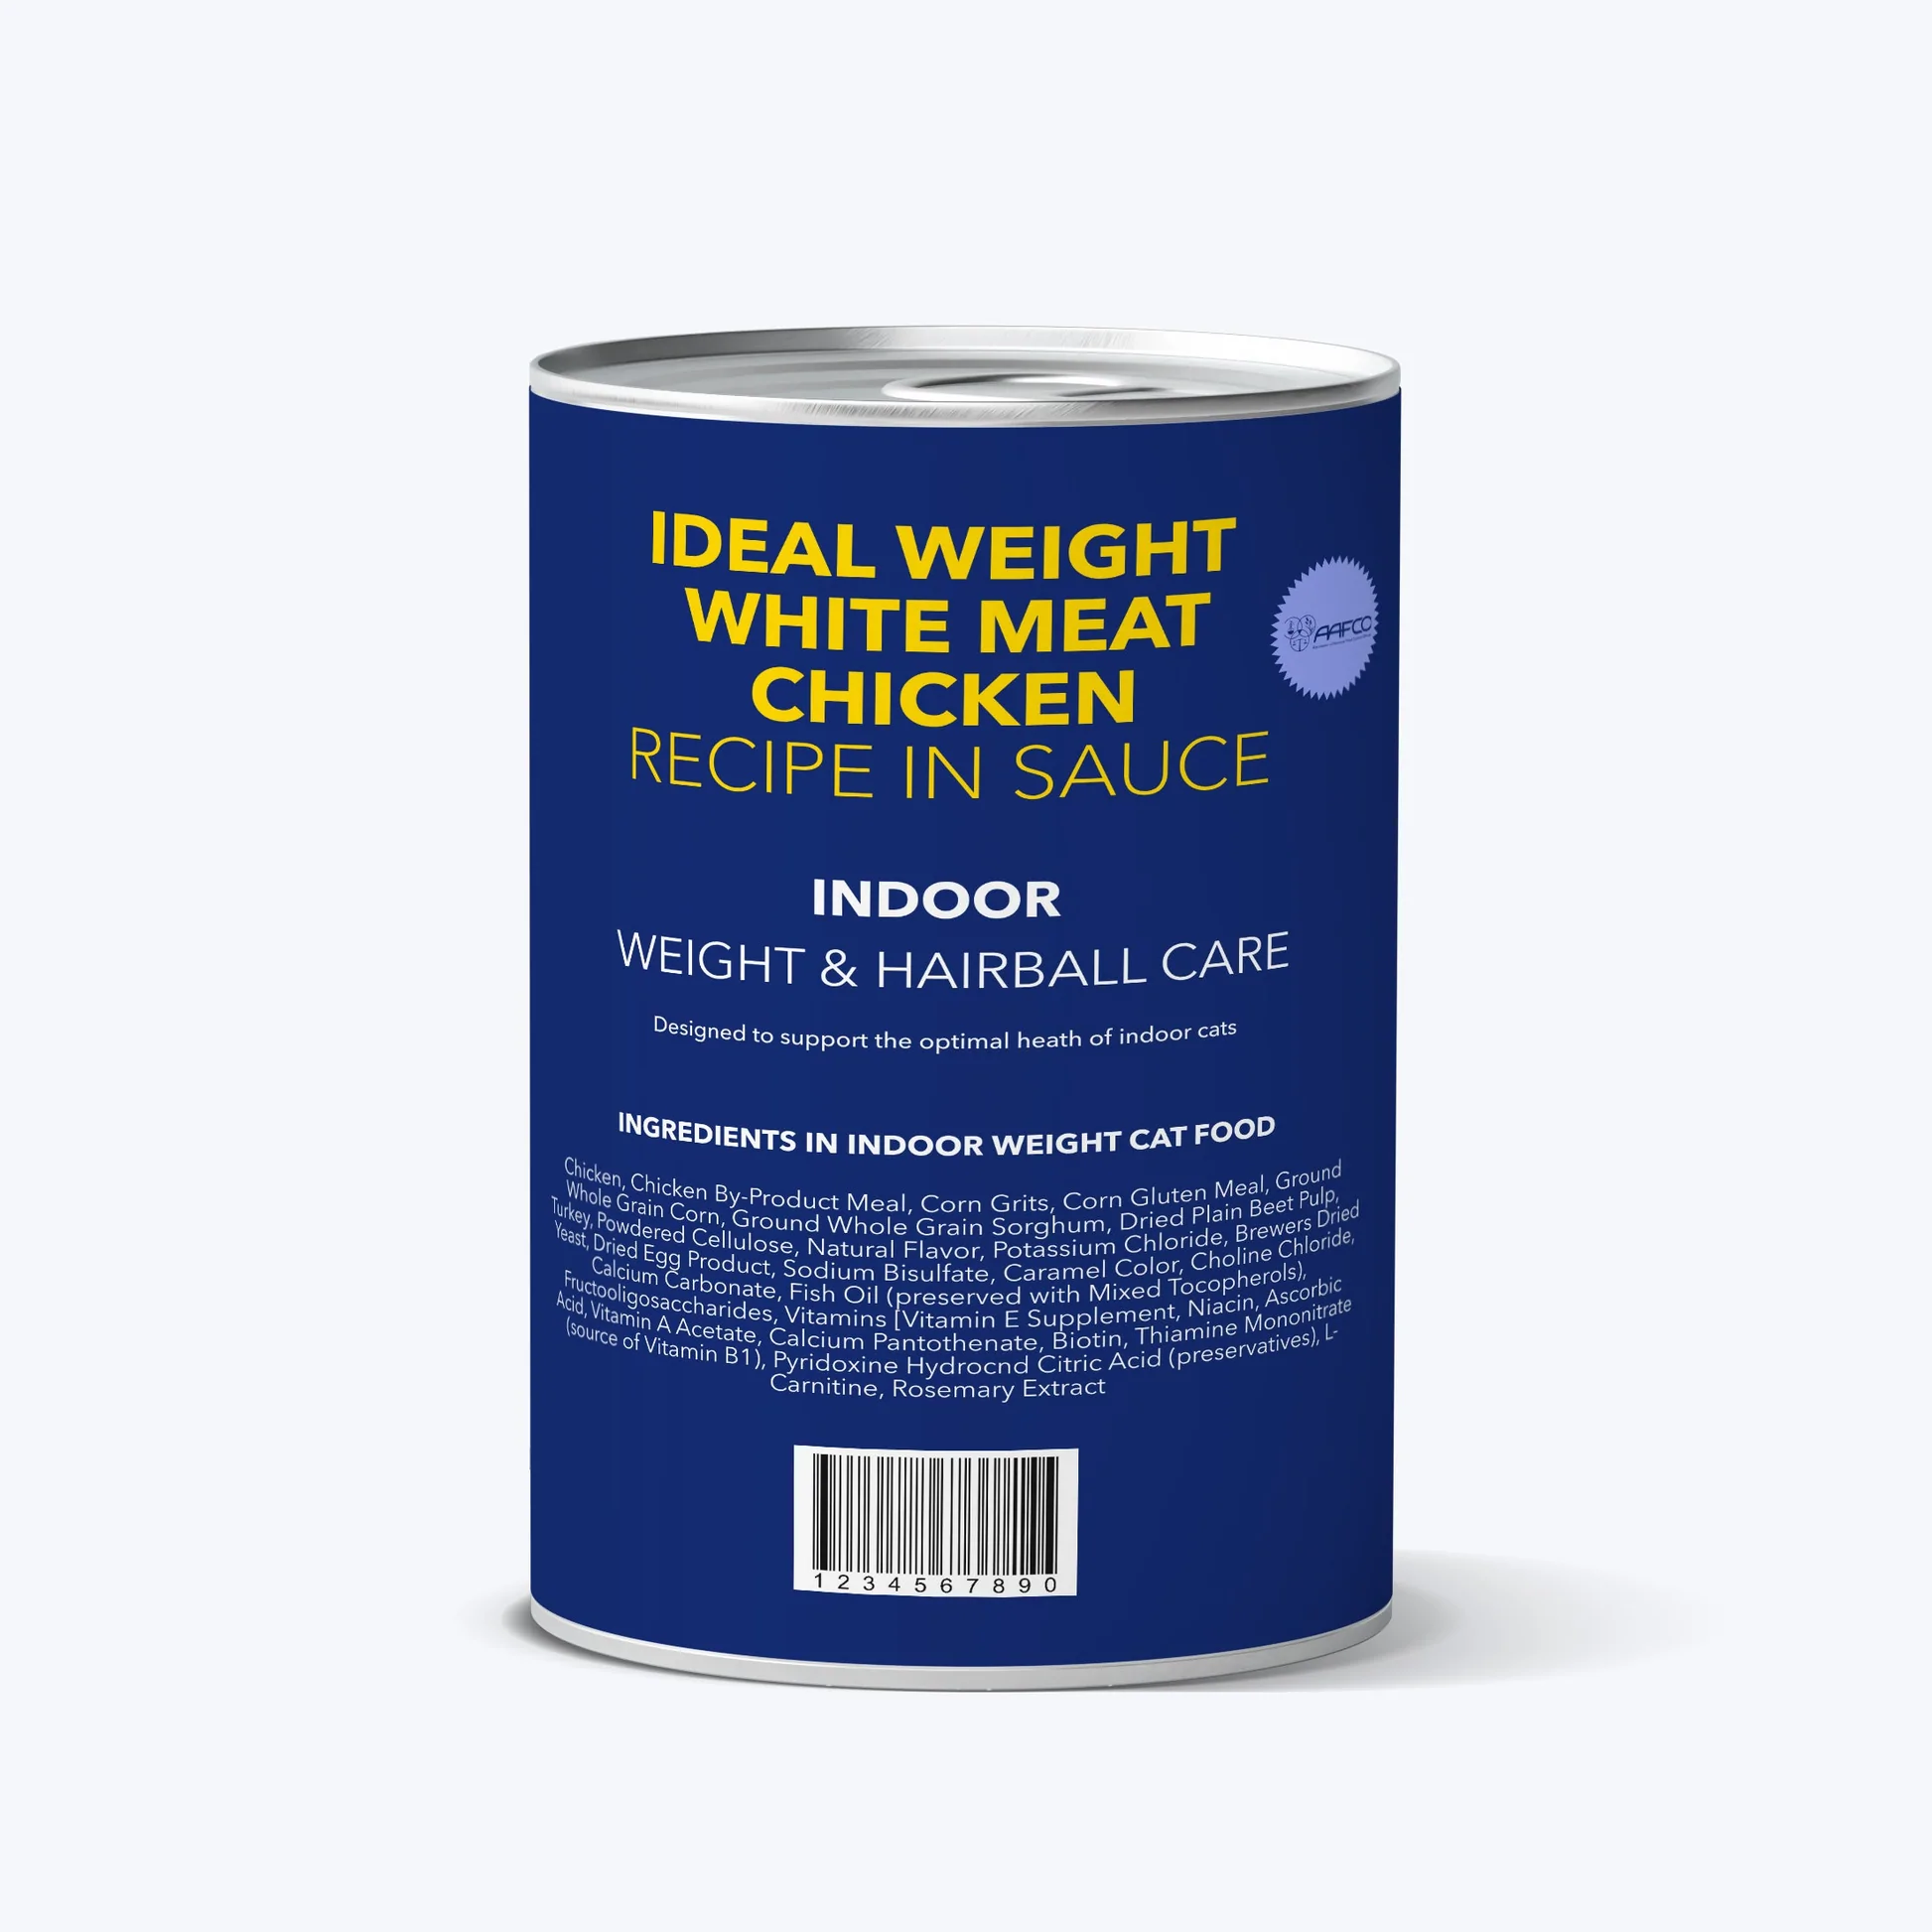 IDEAL WEIGHT
WHITE MEAT
CHICKEN
RECIPE IN SAUCE
AAFCO
INDOOR
WEIGHT & HAIRBALL CARE
Designed to support the optimal heath of indoor cats
INGREDIENTS IN INDOOR WEIGHT CAT FOOD
Chicken, Chicken By-Product Meal, Corn Grits, Corn Gluten Meal, Ground
Whole Grain Corn, Ground Whole Grain Sorghum, Dried Plain Beet Pulp,
Turkey, Powdered Cellulose, Natural Flavor, Potassium Chloride, Brewers Dried
Yeast, Dried Egg Product, Sodium Bisulfate, Caramel Color, Choline Chloride,
Calcium Carbonate, Fish Oil (preserved with Mixed Tocopherols),
Fructooligosaccharides, Vitamins [Vitamin E Supplement, Niacin, Ascorbic
Acid, Vitamin A Acetate, Calcium Pantothenate, Biotin, Thiamine Mononitrate
(source of Vitamin B1), Pyridoxine Hydrocnd Citric Acid (preservatives), L-
Carnitine, Rosemary Extract
1 2 3 4 5 6 7 8 9 0